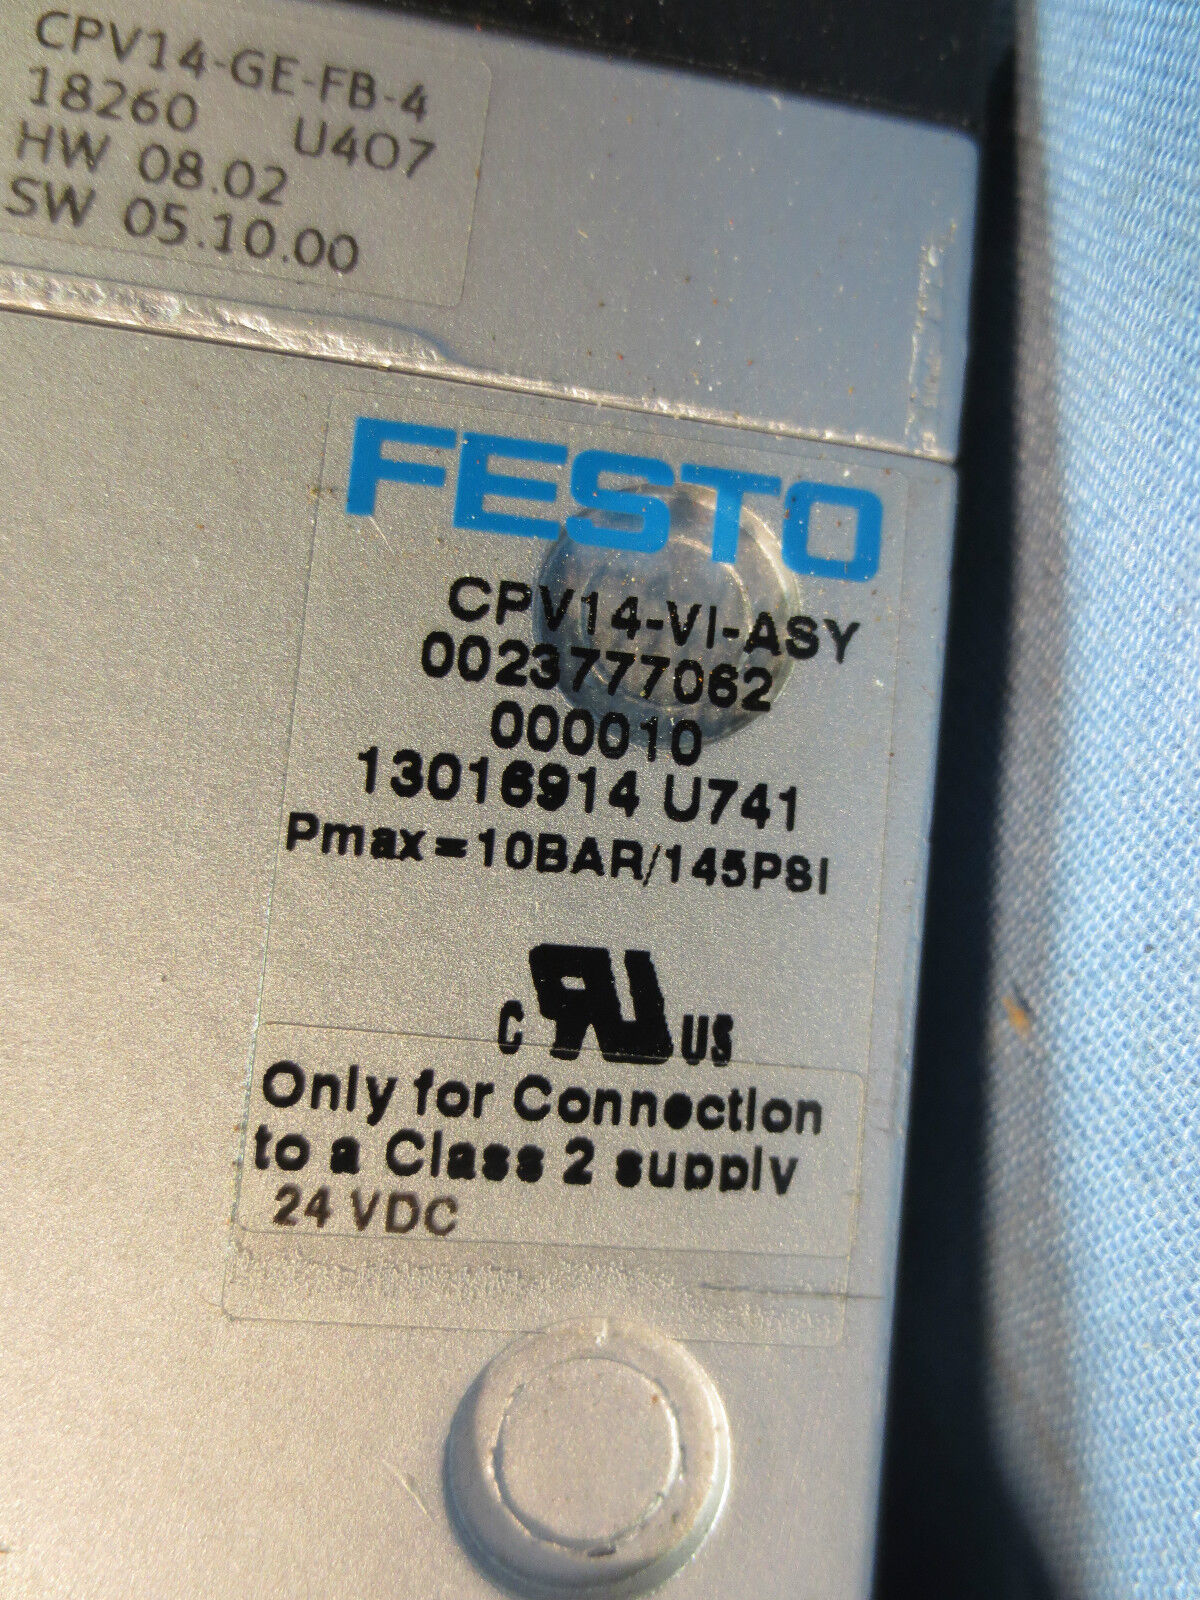 CPV14-GE-FB-4
18260 U407
HW 08.02
SW 05.10.00
FESTO
CPV14-VI-ASY
0023777062
000010
13016914 U741
Pmax=10BAR/145PSI
C RU US
Only for Connection
to a Class 2 supply
24 VDC